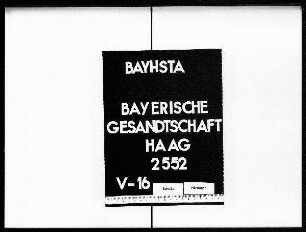 BAYHSTA
BAYERISCHE
GESANDTSCHAFT
HAAG
2552
V-16